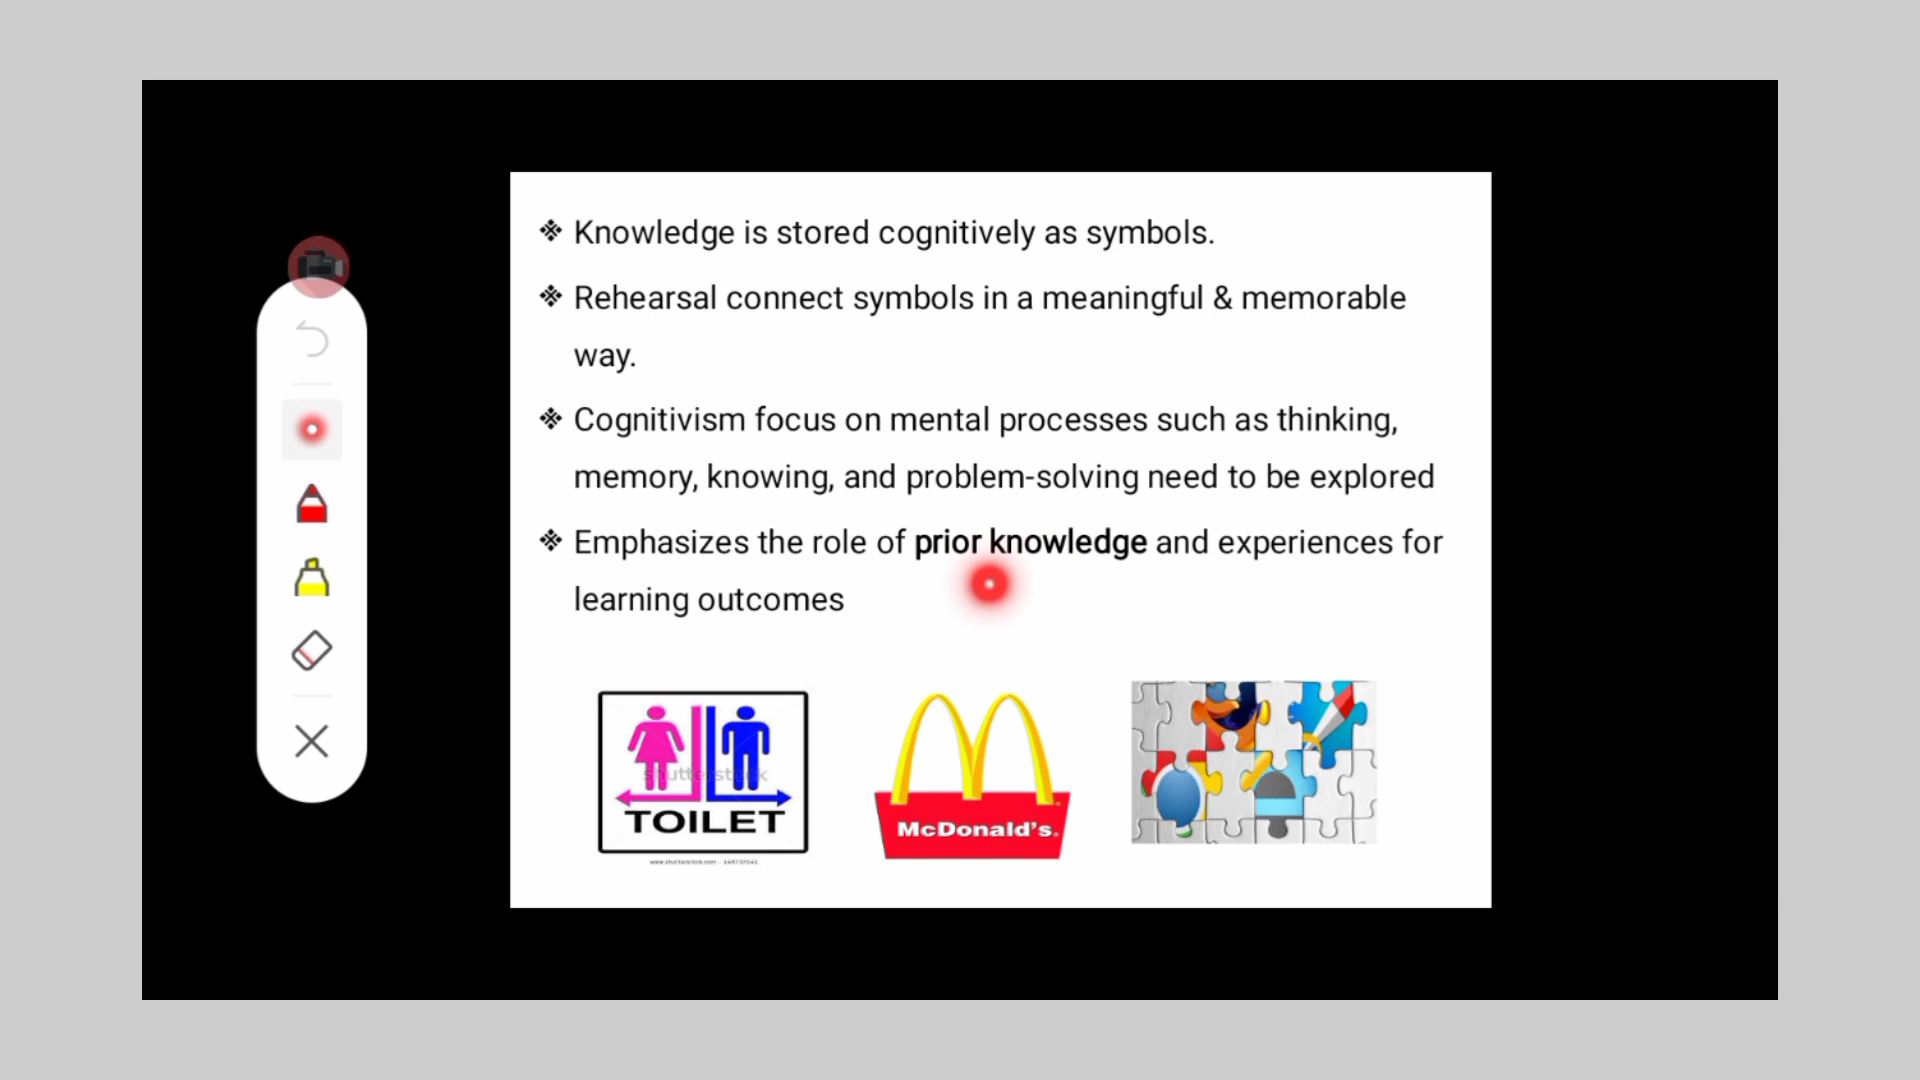 ❖ Knowledge is stored cognitively as symbols.
❖ Rehearsal connect symbols in a meaningful & memorable
way.
❖ Cognitivism focus on mental processes such as thinking,
memory, knowing, and problem-solving need to be explored
❖ Emphasizes the role of prior knowledge and experiences for
learning outcomes
shutterstock
TOILET
McDonald's.